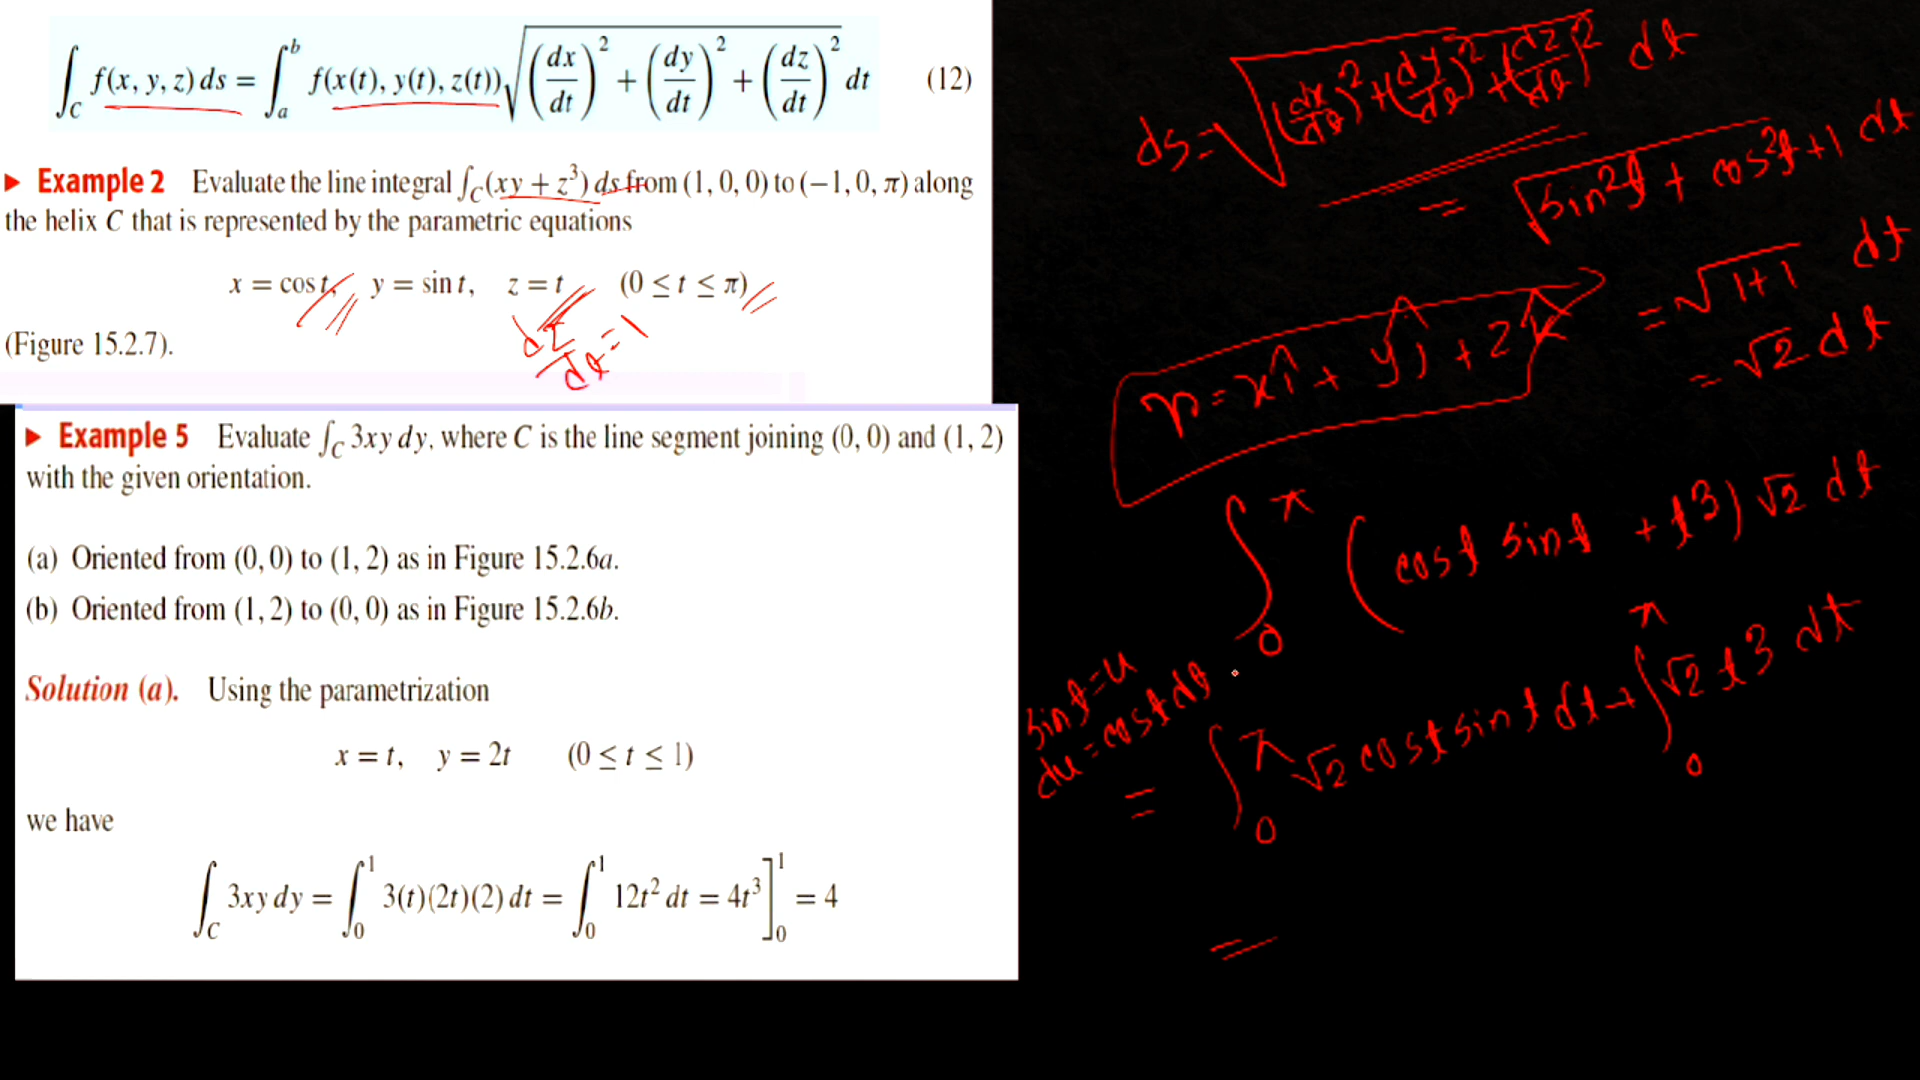 ∫_C f(x, y, z) ds = ∫_a^b f(x(t), y(t), z(t)) √((dx/dt)² + (dy/dt)² + (dz/dt)²) dt (12)
▶ Example 2 Evaluate the line integral ∫_C (xy + z³) ds from (1, 0, 0) to (−1, 0, π) along
the helix C that is represented by the parametric equations
x = cos t, y = sin t, z = t (0 ≤ t ≤ π)
dz/dt = 1
(Figure 15.2.7).
▶ Example 5 Evaluate ∫_C 3xy dy, where C is the line segment joining (0, 0) and (1, 2)
with the given orientation.
(a) Oriented from (0, 0) to (1, 2) as in Figure 15.2.6a.
(b) Oriented from (1, 2) to (0, 0) as in Figure 15.2.6b.
Solution (a). Using the parametrization
x = t, y = 2t (0 ≤ t ≤ 1)
we have
∫_C 3xy dy = ∫_0^1 3(t)(2t)(2) dt = ∫_0^1 12t² dt = 4t³]_0^1 = 4
ds = √((dx/dt)² + (dy/dt)² + (dz/dt)²) dt
= √(sin²t + cos²t + 1) dt
= √(1+1) dt
= √2 dt
r = xî + yĵ + zk̂
∫_0^π (cost sint + t³) √2 dt
sint = u
du = cost dt
= ∫_0^π √2 cost sint dt + ∫_0^π √2 t³ dt
=